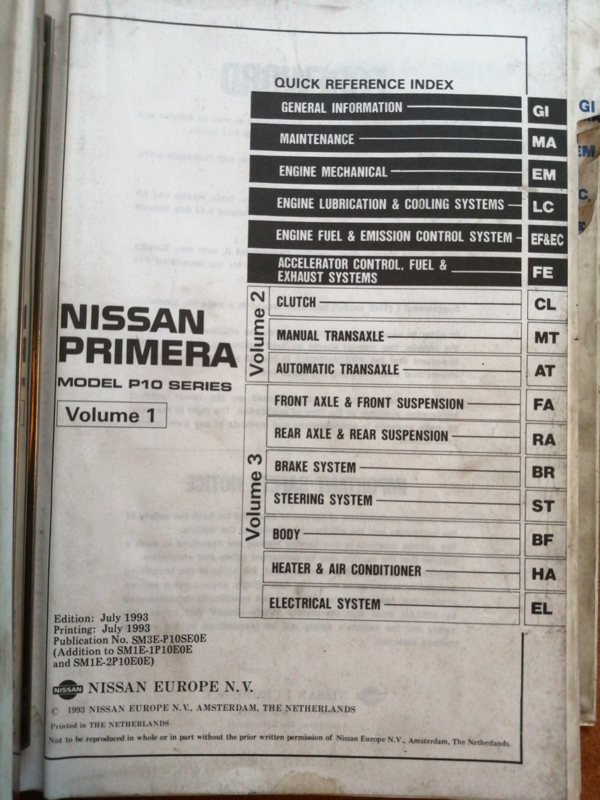 QUICK REFERENCE INDEX
GENERAL INFORMATION GI
MAINTENANCE MA
ENGINE MECHANICAL EM
ENGINE LUBRICATION & COOLING SYSTEMS LC
ENGINE FUEL & EMISSION CONTROL SYSTEM EF&EC
ACCELERATOR CONTROL, FUEL &
EXHAUST SYSTEMS FE
Volume 2
CLUTCH CL
MANUAL TRANSAXLE MT
AUTOMATIC TRANSAXLE AT
Volume 3
FRONT AXLE & FRONT SUSPENSION FA
REAR AXLE & REAR SUSPENSION RA
BRAKE SYSTEM BR
STEERING SYSTEM ST
BODY BF
HEATER & AIR CONDITIONER HA
ELECTRICAL SYSTEM EL
NISSAN
PRIMERA
MODEL P10 SERIES
Volume 1
Edition: July 1993
Printing: July 1993
Publication No. SM3E-P10SE0E
(Addition to SM1E-1P10E0E
and SM1E-2P10E0E)
NISSAN NISSAN EUROPE N.V.
© 1993 NISSAN EUROPE N.V., AMSTERDAM, THE NETHERLANDS
Printed in THE NETHERLANDS
Not to be reproduced in whole or in part without the prior written permission of Nissan Europe N.V., Amsterdam, The Netherlands.
GI
EM